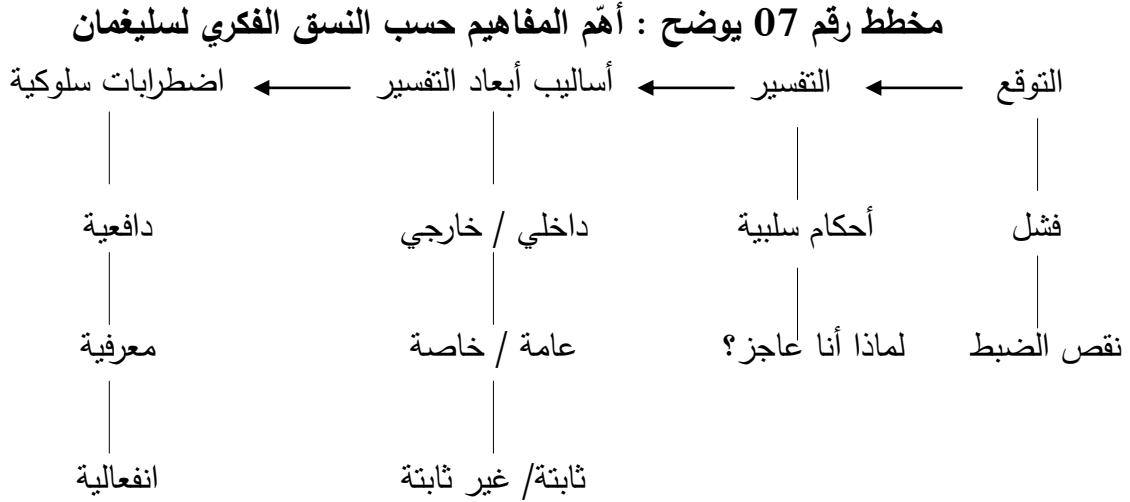 مخطط رقم 07 يوضح : أهّم المفاهيم حسب النسق الفكري لسليغمان
التوقع التفسير أساليب أبعاد التفسير اضطرابات سلوكية
فشل أحكام سلبية داخلي / خارجي دافعية
نقص الضبط لماذا أنا عاجز؟ عامة / خاصة معرفية
ثابتة/ غير ثابتة انفعالية